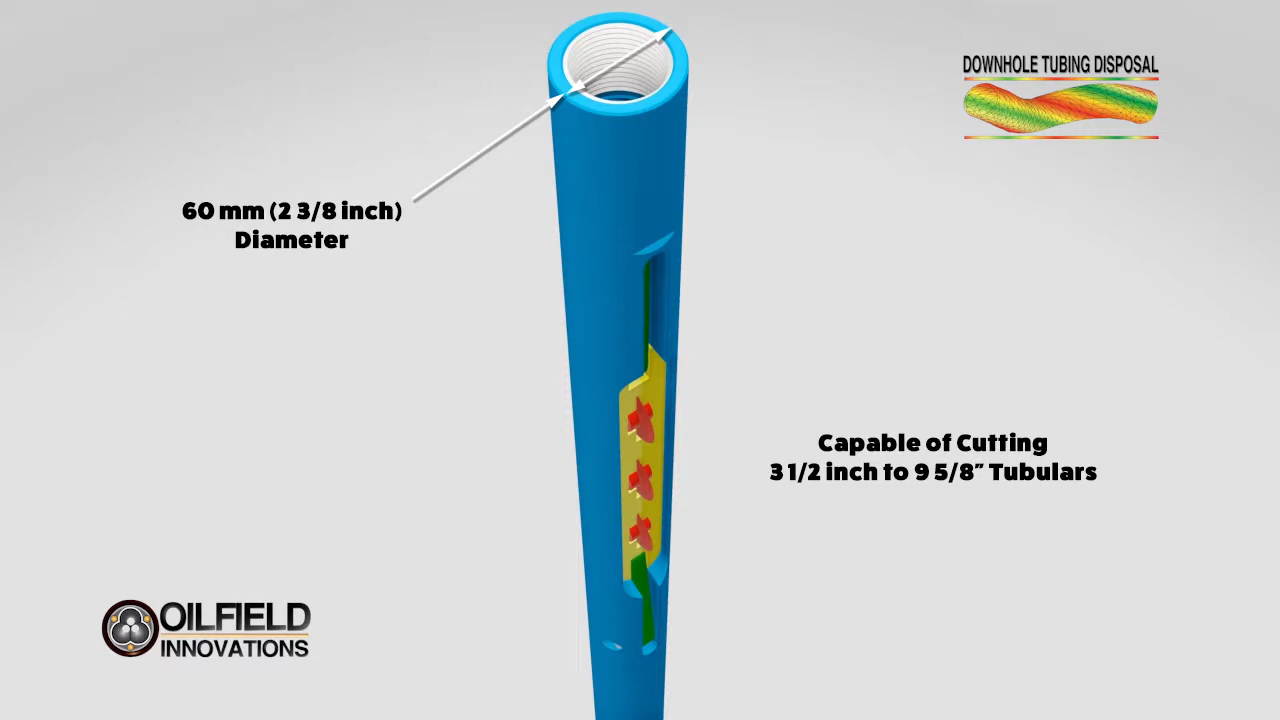 DOWNHOLE TUBING DISPOSAL
60 mm (2 3/8 inch)
Diameter
Capable of Cutting
3 1/2 inch to 9 5/8" Tubulars
OILFIELD
INNOVATIONS